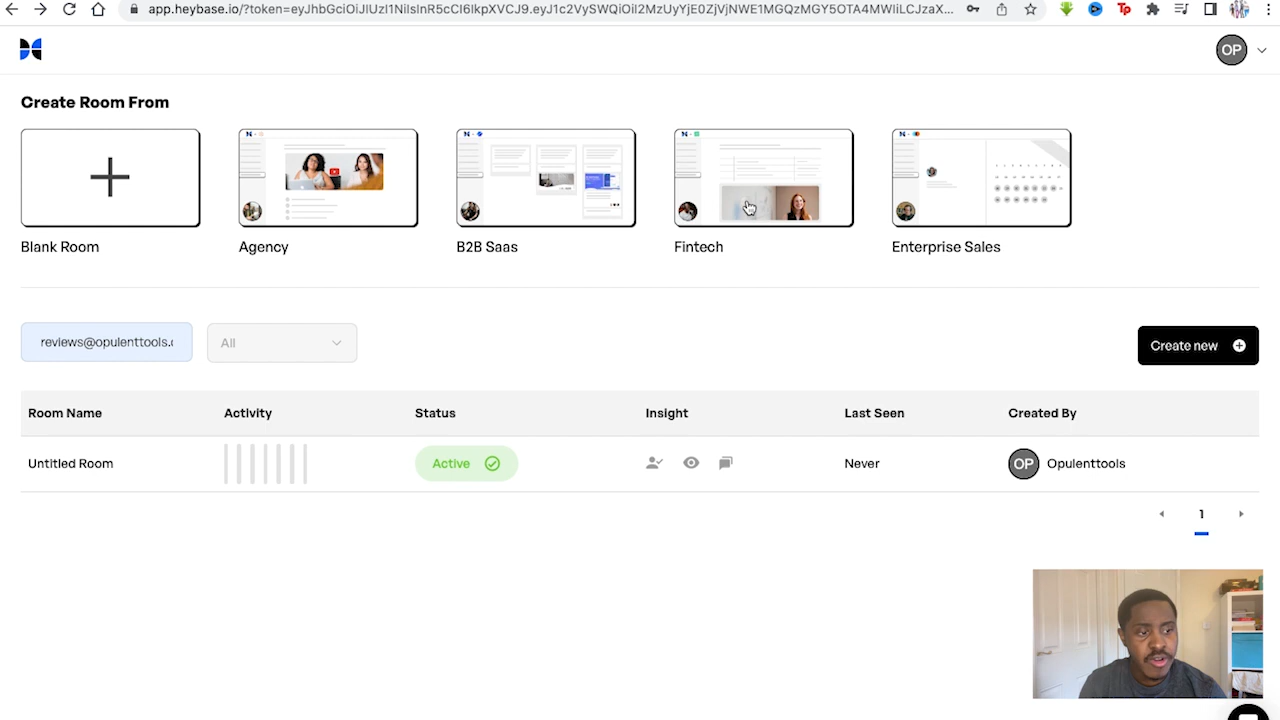 app.heybase.io/?token=eyJhbGciOiJIUzI1NiIsInR5cCI6IkpXVCJ9.eyJ1c2VySWQiOiI2MzUyYjE0ZjVjNWE1MGQzMGY5OTA4MWIiLCJzaX...
OP
Create Room From
Blank Room
Agency
B2B Saas
Fintech
Enterprise Sales
reviews@opulenttools.c
All
Create new
Room Name Activity Status Insight Last Seen Created By
Untitled Room Active Never OP Opulenttools
1